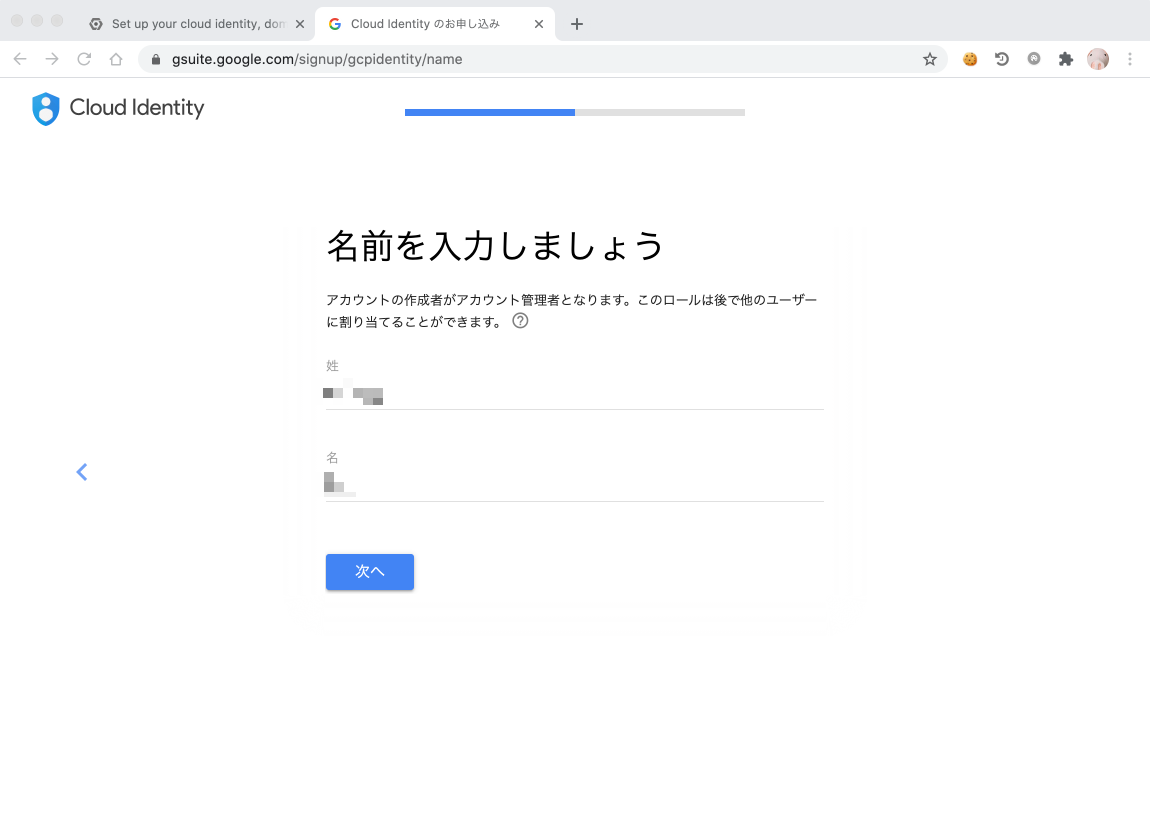 Set up your cloud identity, dom
Cloud Identity のお申し込み
gsuite.google.com/signup/gcpidentity/name
Cloud Identity
名前を入力しましょう
アカウントの作成者がアカウント管理者となります。このロールは後で他のユーザー
に割り当てることができます。
姓
名
次へ